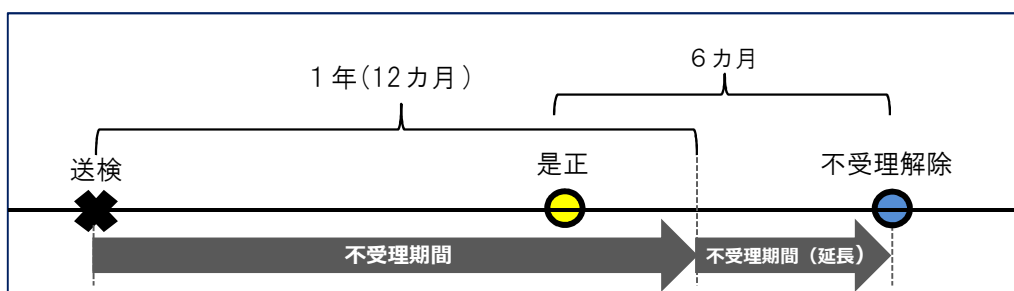 ６カ月
１年(12カ月)
送検
是正
不受理解除
不受理期間
不受理期間（延長）